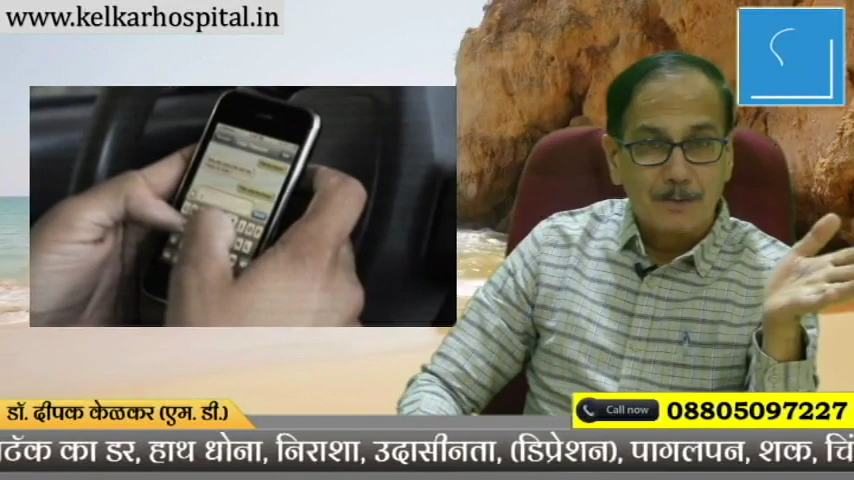 www.kelkarhospital.in
डॉ. दीपक केळकर (एम. डी.)
Call now 08805097227
टॅक का डर, हाथ धोना, निराशा, उदासीनता, (डिप्रेशन), पागलपन, शक, चिं